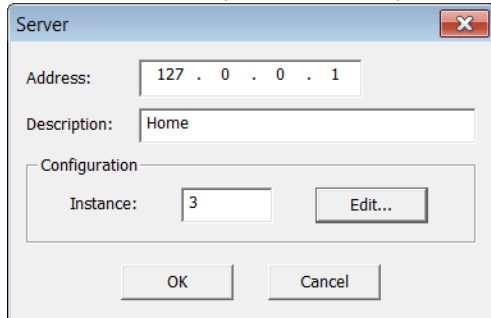 Server
Address: 127 . 0 . 0 . 1
Description: Home
Configuration
Instance: 3 Edit...
OK Cancel